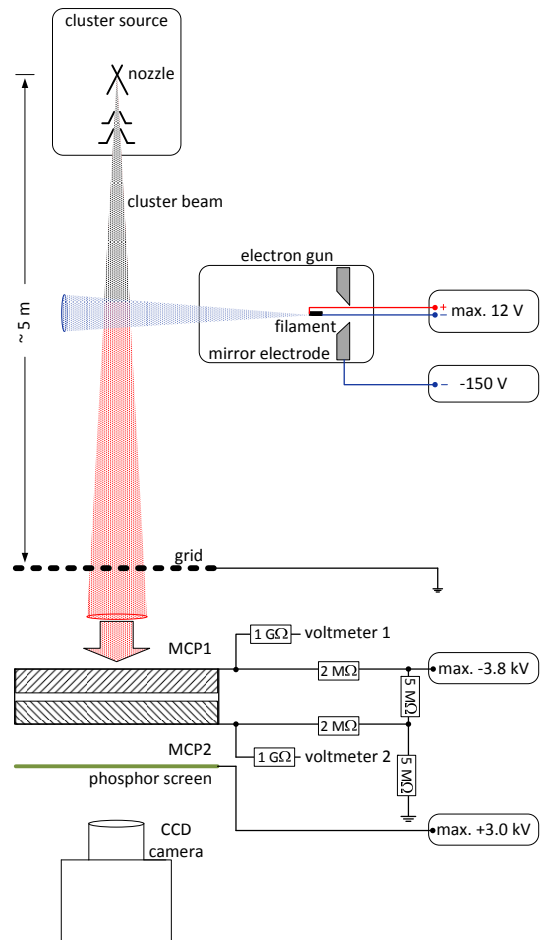 cluster source
nozzle
cluster beam
~ 5 m
electron gun
filament
mirror electrode
+
−
max. 12 V
−
-150 V
grid
MCP1
1 GΩ
voltmeter 1
2 MΩ
max. -3.8 kV
5 MΩ
2 MΩ
MCP2
1 GΩ
voltmeter 2
5 MΩ
phosphor screen
max. +3.0 kV
CCD
camera